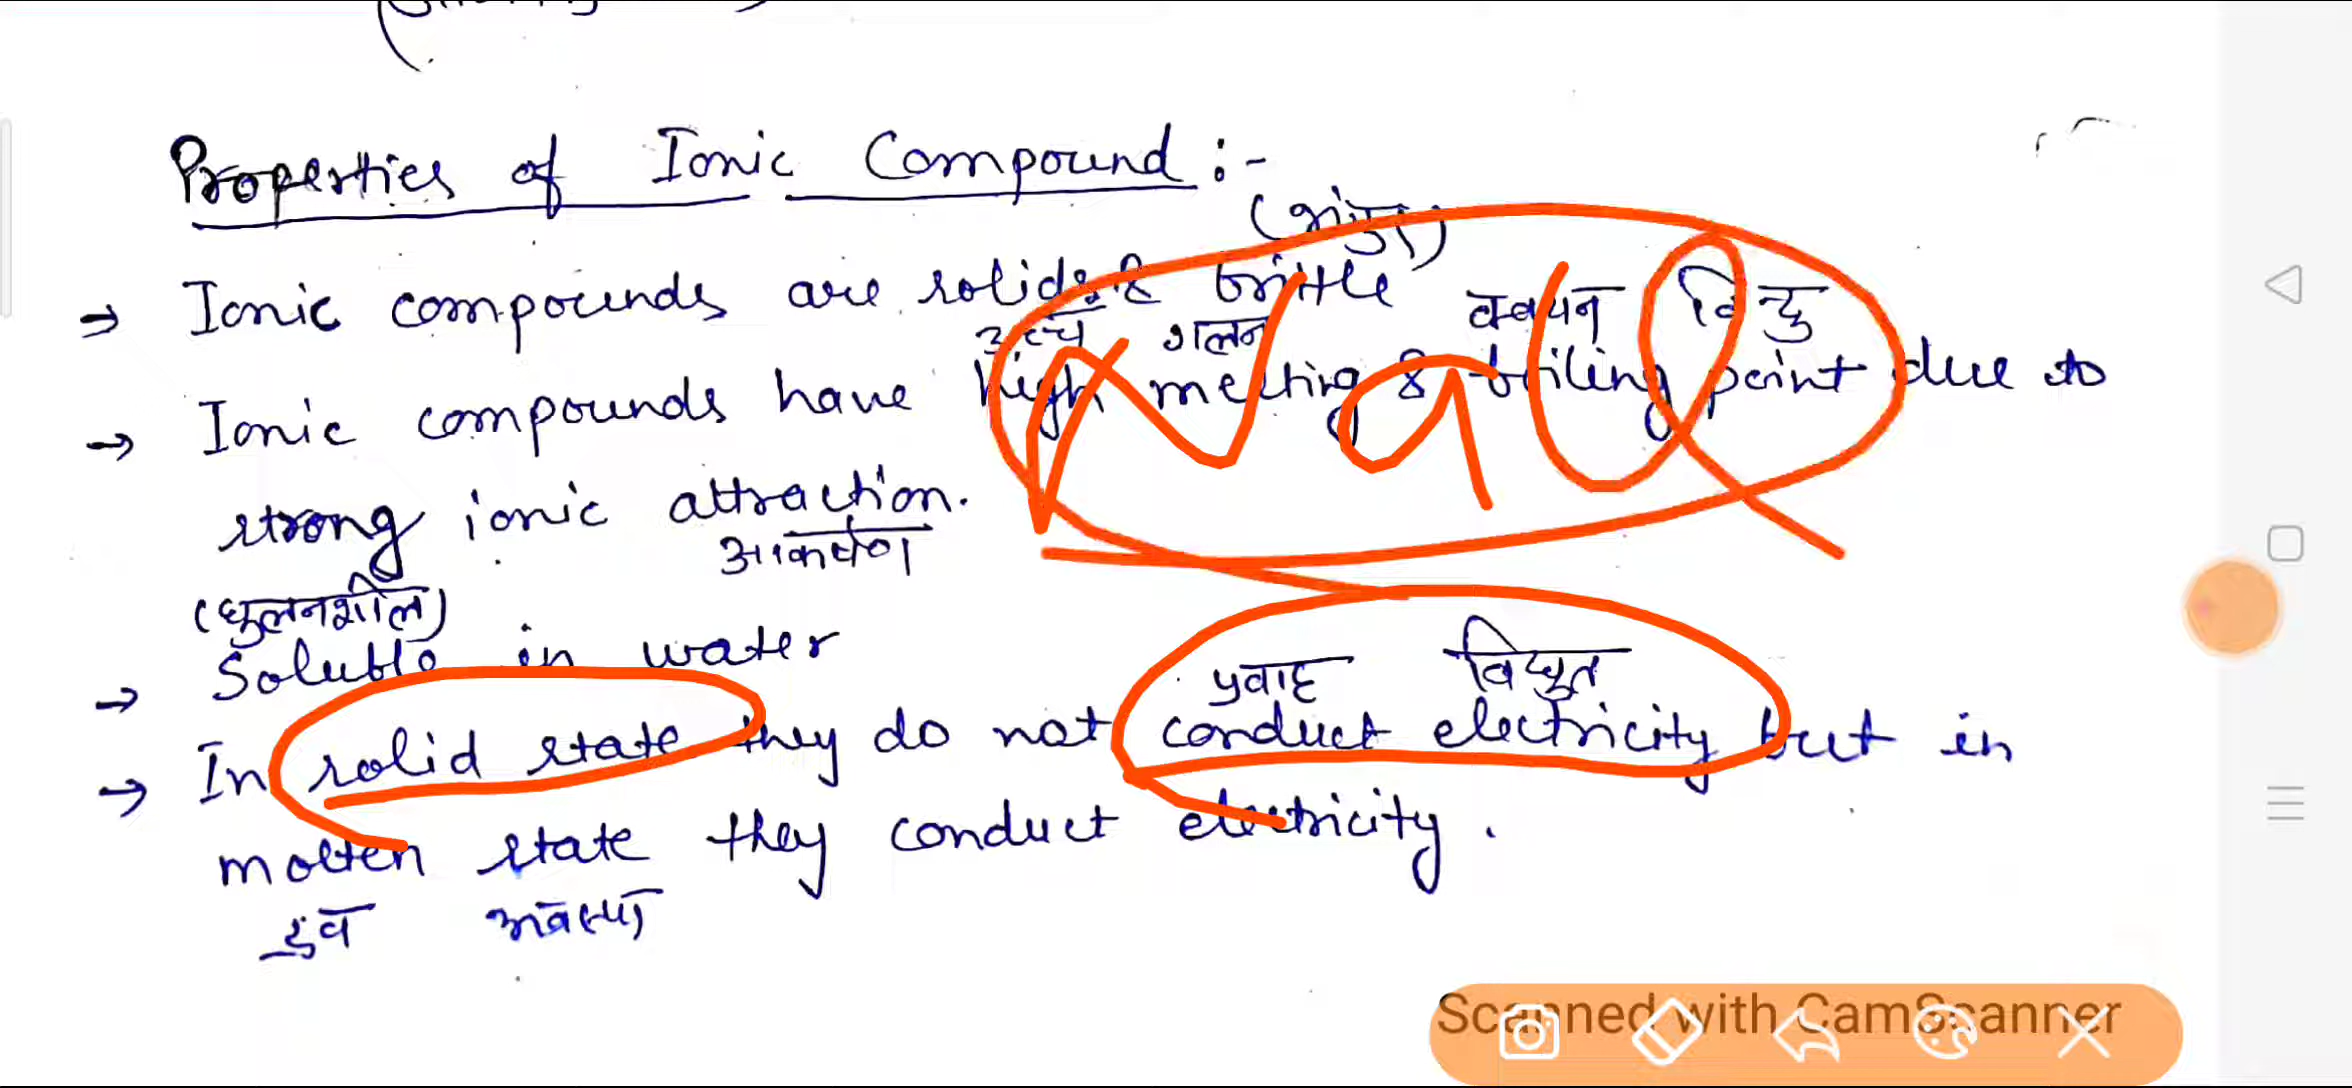 Properties of Ionic Compound :-
(भंगुर)
⇒ Ionic compounds are solids & brittle
उच्च गलन क्वथन बिन्दु
→ Ionic compounds have high melting & boiling point due to
NaCl
strong ionic attraction.
आकर्षण
(घुलनशील)
→ Soluble in water
प्रवाह विद्युत
→ In solid state they do not conduct electricity but in
molten state they conduct electricity.
द्रव अवस्था
Scanned with CamScanner